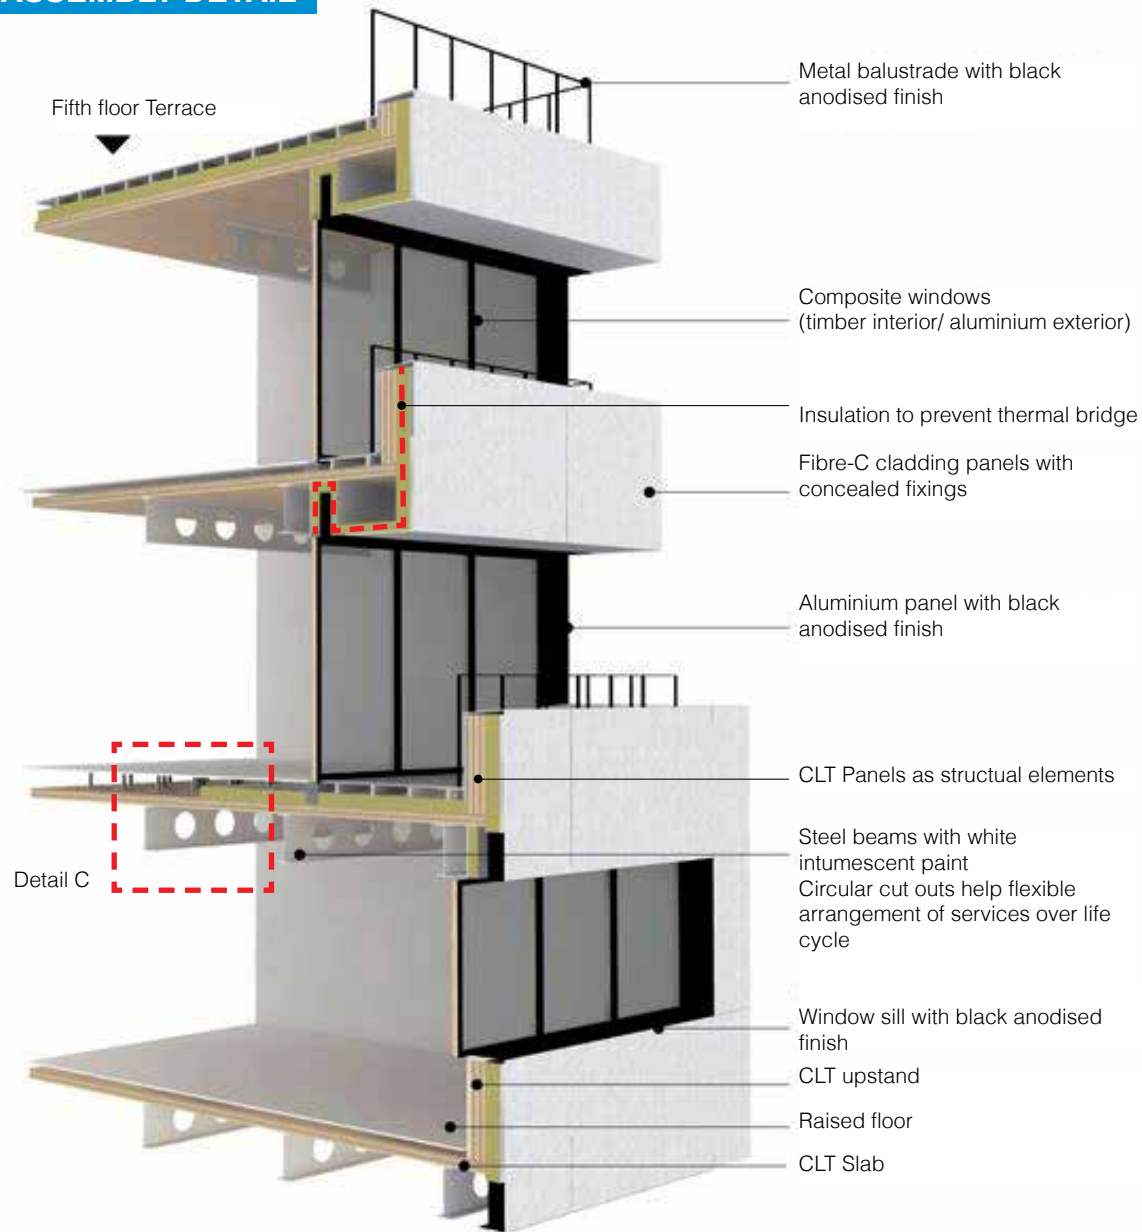 ASSEMBLY DETAIL
Metal balustrade with black
anodised finish
Fifth floor Terrace
Composite windows
(timber interior/ aluminium exterior)
Insulation to prevent thermal bridge
Fibre-C cladding panels with
concealed fixings
Aluminium panel with black
anodised finish
CLT Panels as structual elements
Steel beams with white
intumescent paint
Circular cut outs help flexible
arrangement of services over life
cycle
Detail C
Window sill with black anodised
finish
CLT upstand
Raised floor
CLT Slab